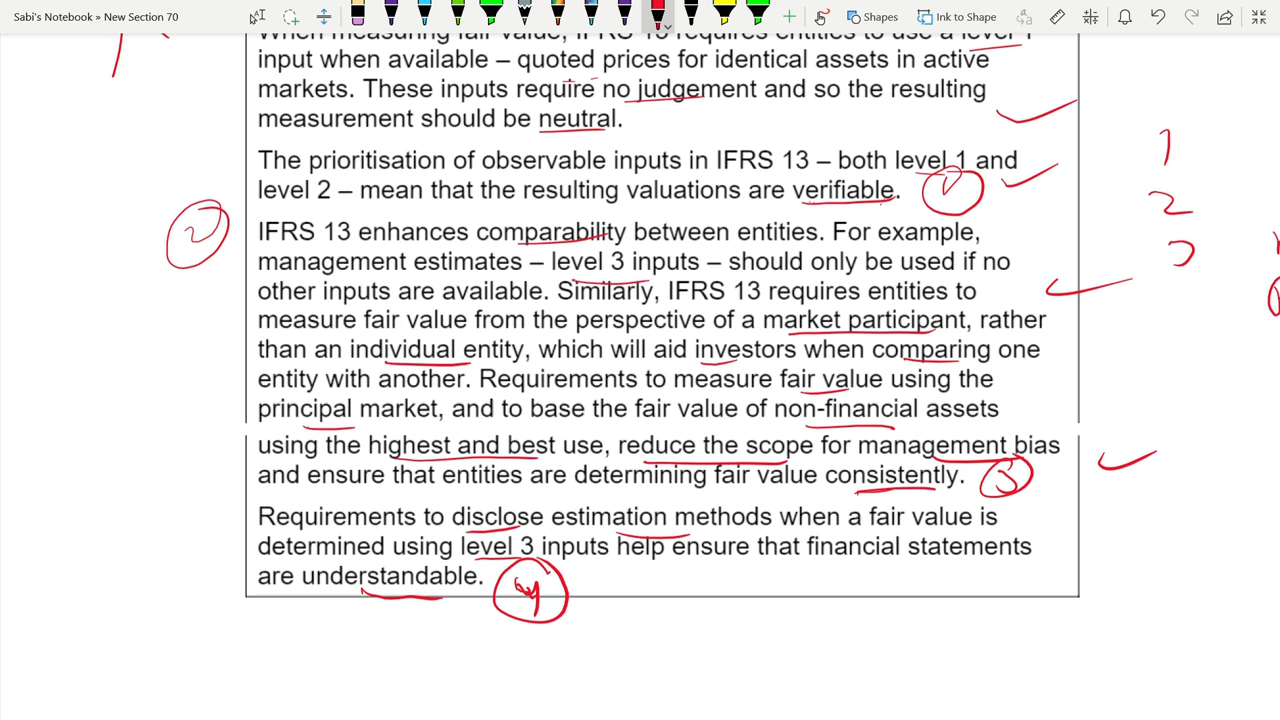 Sabi's Notebook » New Section 70
Shapes
Ink to Shape
When measuring fair value, IFRS 13 requires entities to use a level 1
input when available – quoted prices for identical assets in active
markets. These inputs require no judgement and so the resulting
measurement should be neutral.
The prioritisation of observable inputs in IFRS 13 – both level 1 and
level 2 – mean that the resulting valuations are verifiable.
IFRS 13 enhances comparability between entities. For example,
management estimates – level 3 inputs – should only be used if no
other inputs are available. Similarly, IFRS 13 requires entities to
measure fair value from the perspective of a market participant, rather
than an individual entity, which will aid investors when comparing one
entity with another. Requirements to measure fair value using the
principal market, and to base the fair value of non-financial assets
using the highest and best use, reduce the scope for management bias
and ensure that entities are determining fair value consistently.
Requirements to disclose estimation methods when a fair value is
determined using level 3 inputs help ensure that financial statements
are understandable.
1
2
3
2
3
4